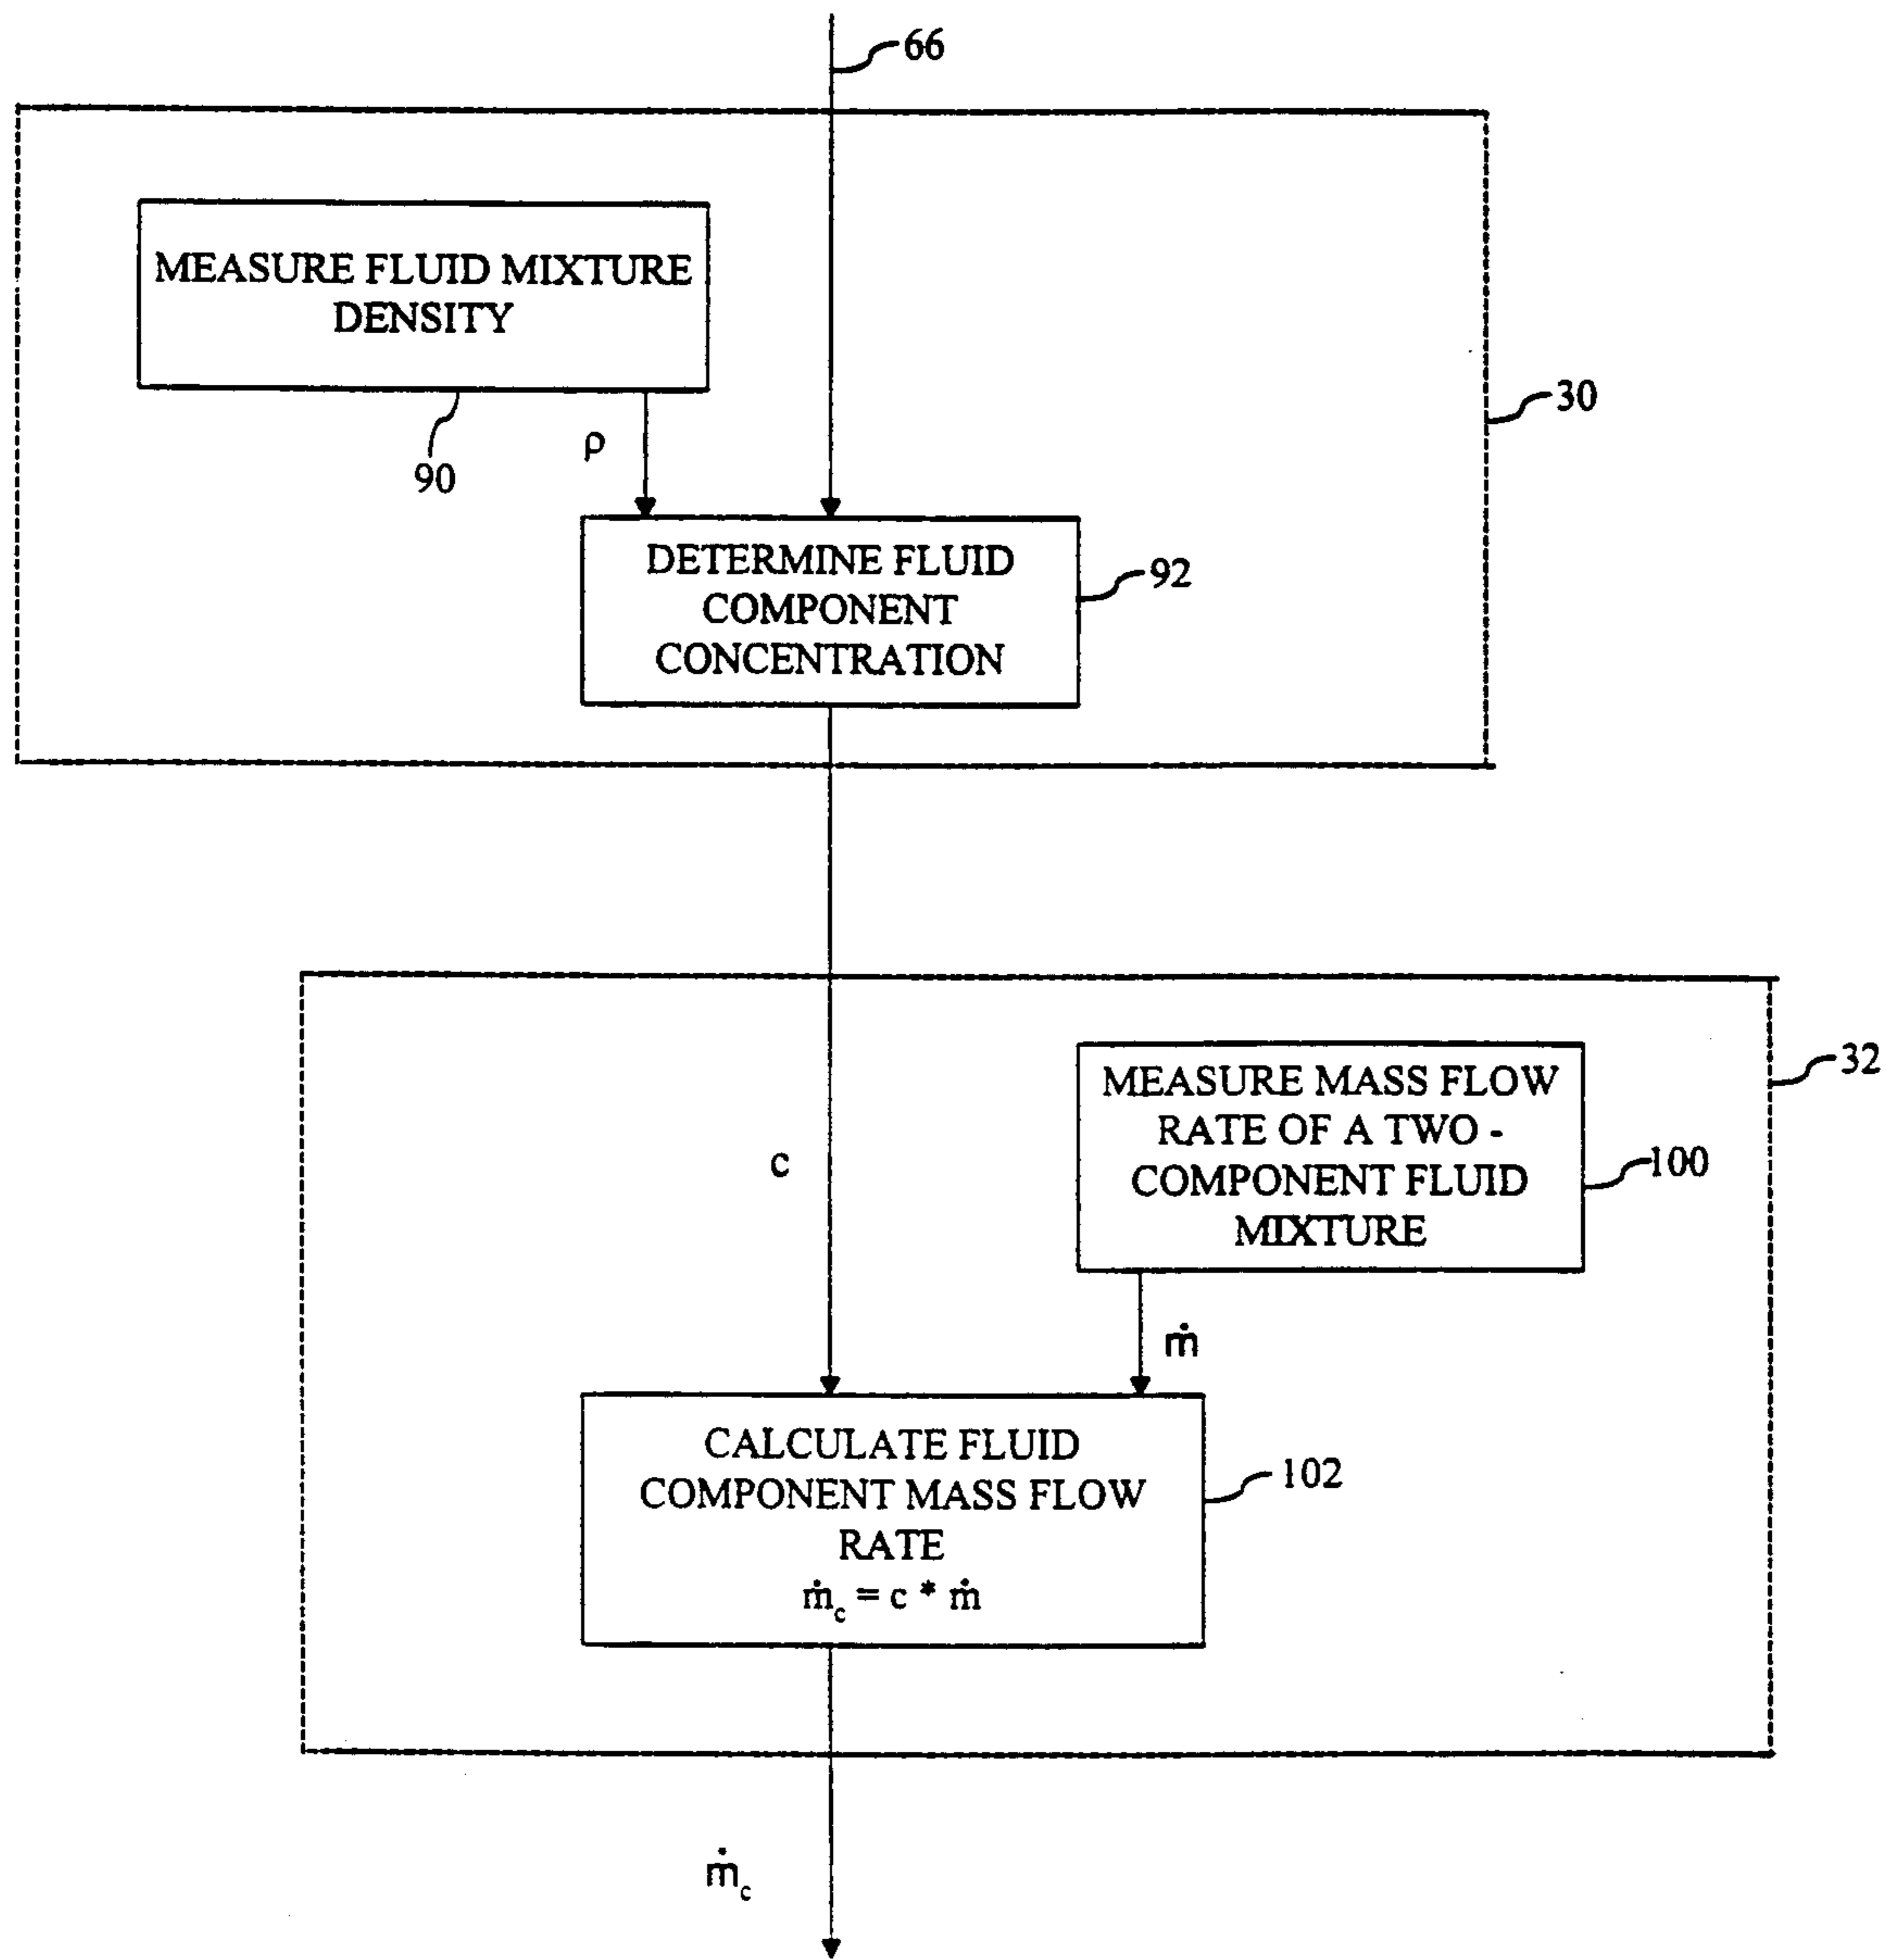 66
MEASURE FLUID MIXTURE
DENSITY
30
ρ
90
DETERMINE FLUID
COMPONENT
CONCENTRATION
92
32
MEASURE MASS FLOW
RATE OF A TWO -
COMPONENT FLUID
MIXTURE
100
c
ṁ
CALCULATE FLUID
COMPONENT MASS FLOW
RATE
ṁc = c * ṁ
102
ṁc